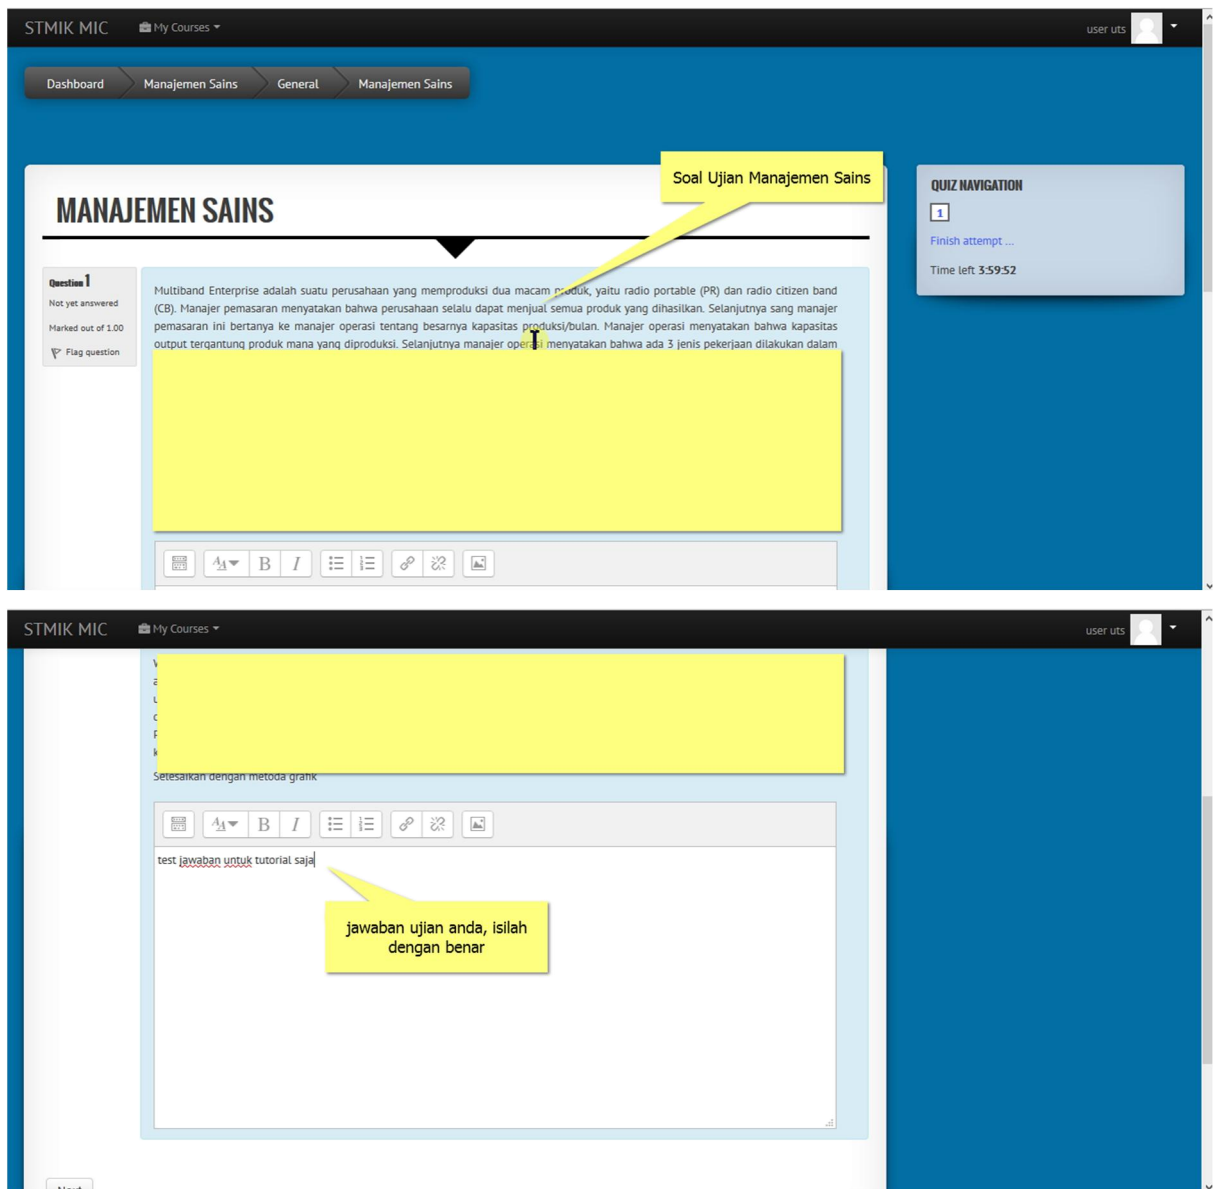 STMIK MIC My Courses user uts
Dashboard Manajemen Sains General Manajemen Sains
Soal Ujian Manajemen Sains
MANAJEMEN SAINS
QUIZ NAVIGATION
1
Finish attempt ...
Time left 3:59:52
Question 1
Not yet answered
Marked out of 1.00
Flag question
Multiband Enterprise adalah suatu perusahaan yang memproduksi dua macam produk, yaitu radio portable (PR) dan radio citizen band
(CB). Manajer pemasaran menyatakan bahwa perusahaan selalu dapat menjual semua produk yang dihasilkan. Selanjutnya sang manajer
pemasaran ini bertanya ke manajer operasi tentang besarnya kapasitas produksi/bulan. Manajer operasi menyatakan bahwa kapasitas
output tergantung produk mana yang diproduksi. Selanjutnya manajer operasi menyatakan bahwa ada 3 jenis pekerjaan dilakukan dalam
B I
STMIK MIC My Courses user uts
Selesaikan dengan metoda grafik
B I
test jawaban untuk tutorial saja
jawaban ujian anda, isilah
dengan benar
Next